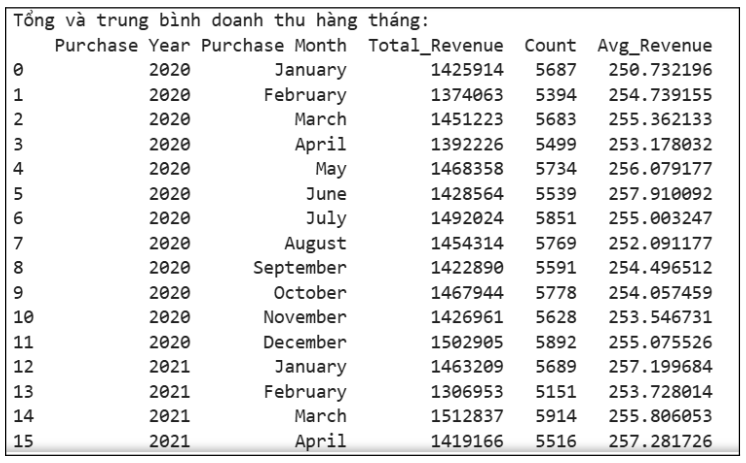 Tổng và trung bình doanh thu hàng tháng:
Purchase Year Purchase Month Total_Revenue Count Avg_Revenue
0 2020 January 1425914 5687 250.732196
1 2020 February 1374063 5394 254.739155
2 2020 March 1451223 5683 255.362133
3 2020 April 1392226 5499 253.178032
4 2020 May 1468358 5734 256.079177
5 2020 June 1428564 5539 257.910092
6 2020 July 1492024 5851 255.003247
7 2020 August 1454314 5769 252.091177
8 2020 September 1422890 5591 254.496512
9 2020 October 1467944 5778 254.057459
10 2020 November 1426961 5628 253.546731
11 2020 December 1502905 5892 255.075526
12 2021 January 1463209 5689 257.199684
13 2021 February 1306953 5151 253.728014
14 2021 March 1512837 5914 255.806053
15 2021 April 1419166 5516 257.281726